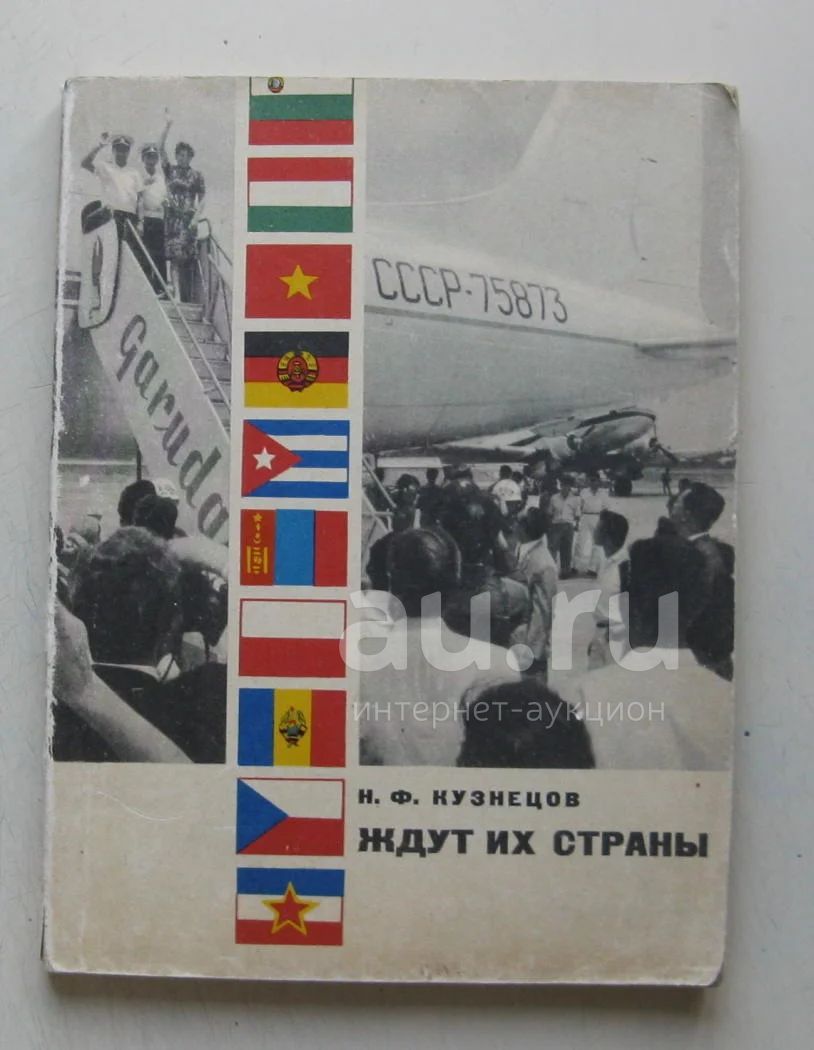 СССР-75873
garuda
au.ru
интернет-аукцион
Н. Ф. КУЗНЕЦОВ
ЖДУТ ИХ СТРАНЫ